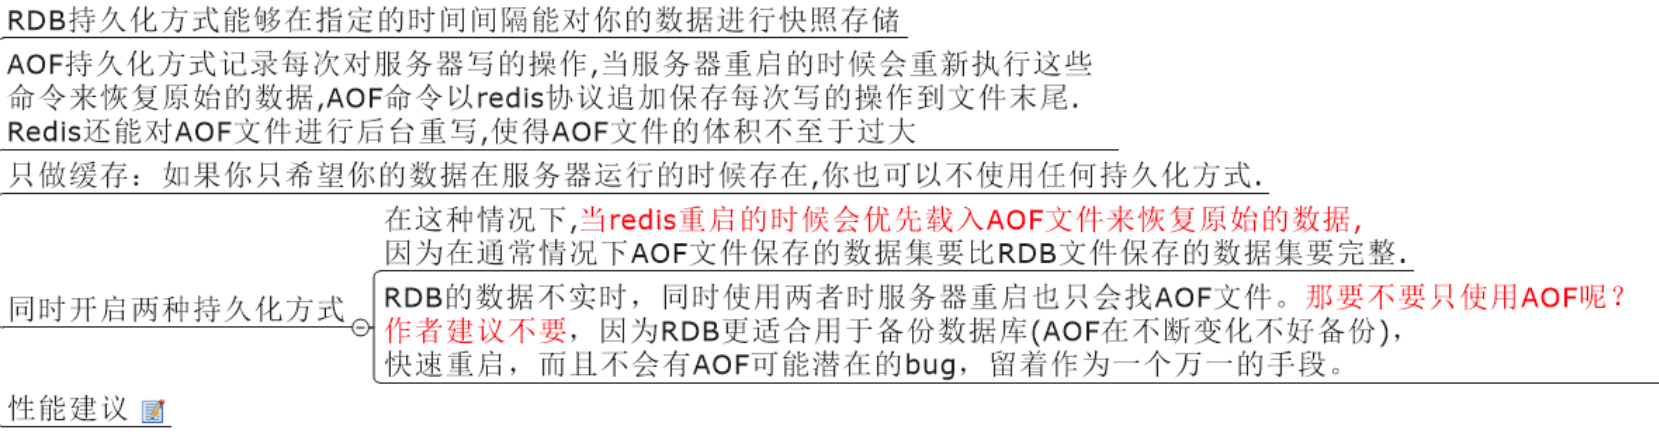 RDB持久化方式能够在指定的时间间隔能对你的数据进行快照存储
AOF持久化方式记录每次对服务器写的操作,当服务器重启的时候会重新执行这些
命令来恢复原始的数据,AOF命令以redis协议追加保存每次写的操作到文件末尾.
Redis还能对AOF文件进行后台重写,使得AOF文件的体积不至于过大
只做缓存：如果你只希望你的数据在服务器运行的时候存在,你也可以不使用任何持久化方式.
同时开启两种持久化方式
在这种情况下,当redis重启的时候会优先载入AOF文件来恢复原始的数据,
因为在通常情况下AOF文件保存的数据集要比RDB文件保存的数据集要完整.
RDB的数据不实时，同时使用两者时服务器重启也只会找AOF文件。那要不要只使用AOF呢？
作者建议不要，因为RDB更适合用于备份数据库(AOF在不断变化不好备份)，
快速重启，而且不会有AOF可能潜在的bug，留着作为一个万一的手段。
性能建议